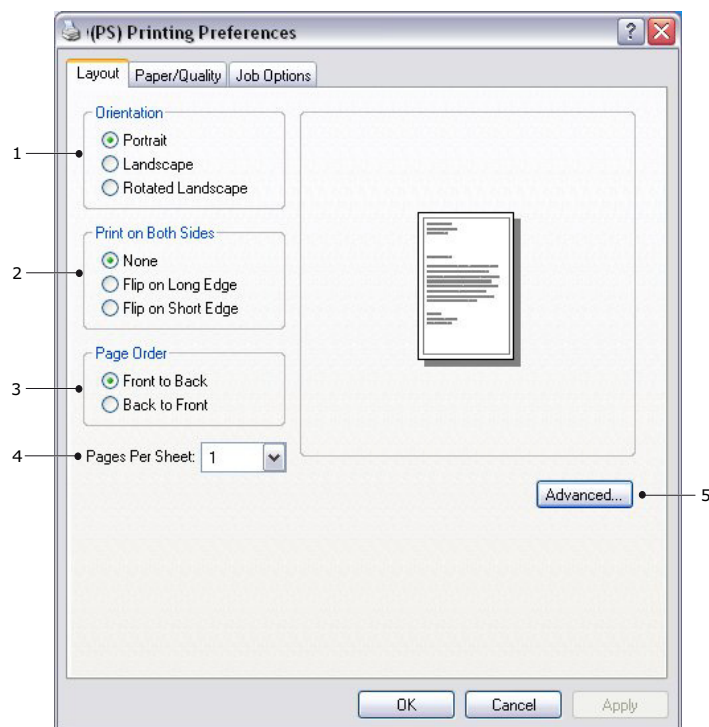 (PS) Printing Preferences
Layout Paper/Quality Job Options
Orientation
1
Portrait
Landscape
Rotated Landscape
Print on Both Sides
2
None
Flip on Long Edge
Flip on Short Edge
Page Order
3
Front to Back
Back to Front
4
Pages Per Sheet: 1
Advanced...
5
OK Cancel Apply